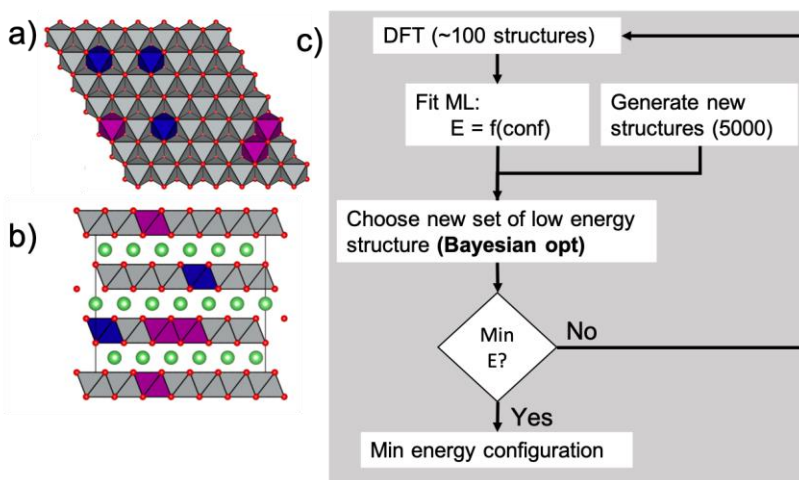 a)
b)
c)
DFT (~100 structures)
Fit ML:
E = f(conf)
Generate new
structures (5000)
Choose new set of low energy
structure (Bayesian opt)
Min
E?
No
Yes
Min energy configuration